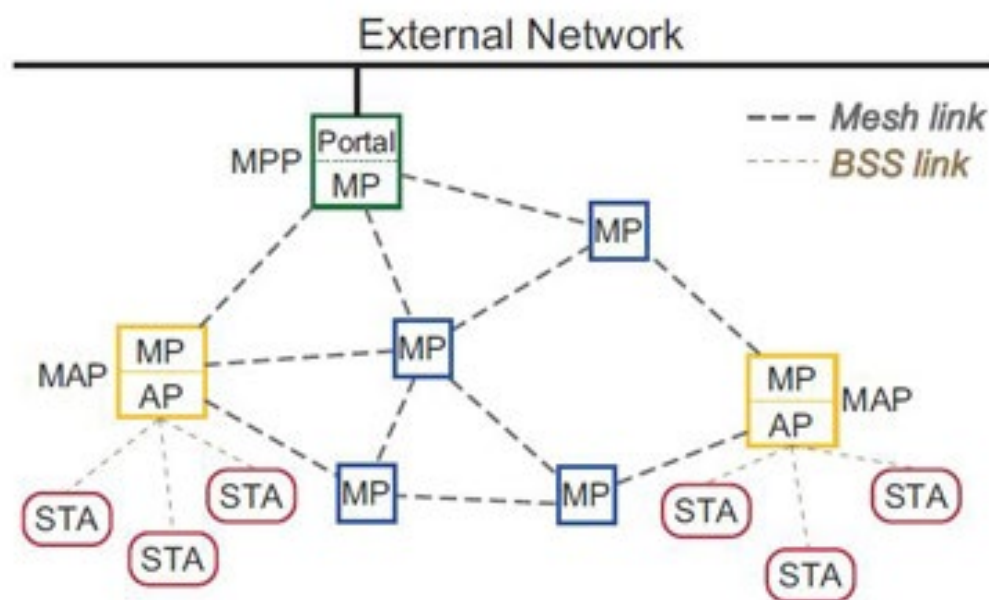 External Network
Mesh link
BSS link
MPP
Portal
MP
MP
MP
MAP
MP
AP
MP
AP
MAP
MP
MP
STA
STA
STA
STA
STA
STA